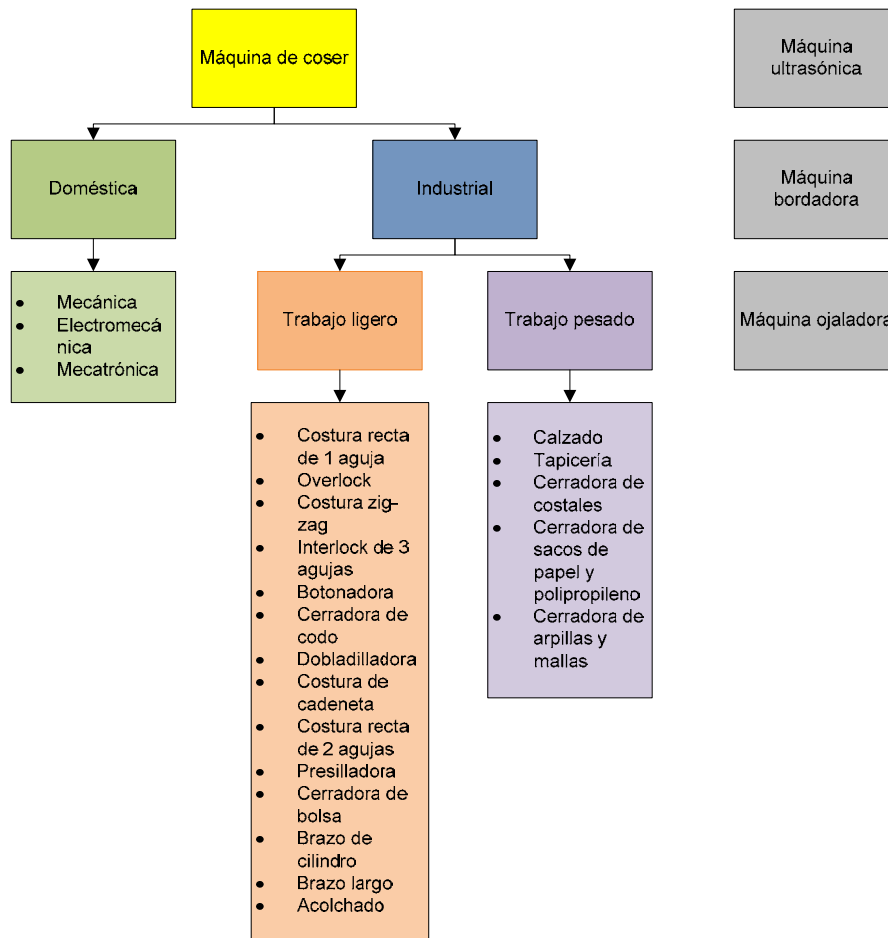 Máquina de coser
Máquina
ultrasónica
Doméstica
Industrial
Máquina
bordadora
• Mecánica
• Electromecá
nica
• Mecatrónica
Trabajo ligero
Trabajo pesado
Máquina ojaladora
• Costura recta
de 1 aguja
• Overlock
• Costura zig-
zag
• Interlock de 3
agujas
• Botonadora
• Cerradora de
codo
• Dobladilladora
• Costura de
cadeneta
• Costura recta
de 2 agujas
• Presilladora
• Cerradora de
bolsa
• Brazo de
cilindro
• Brazo largo
• Acolchado
• Calzado
• Tapicería
• Cerradora de
costales
• Cerradora de
sacos de
papel y
polipropileno
• Cerradora de
arpillas y
mallas